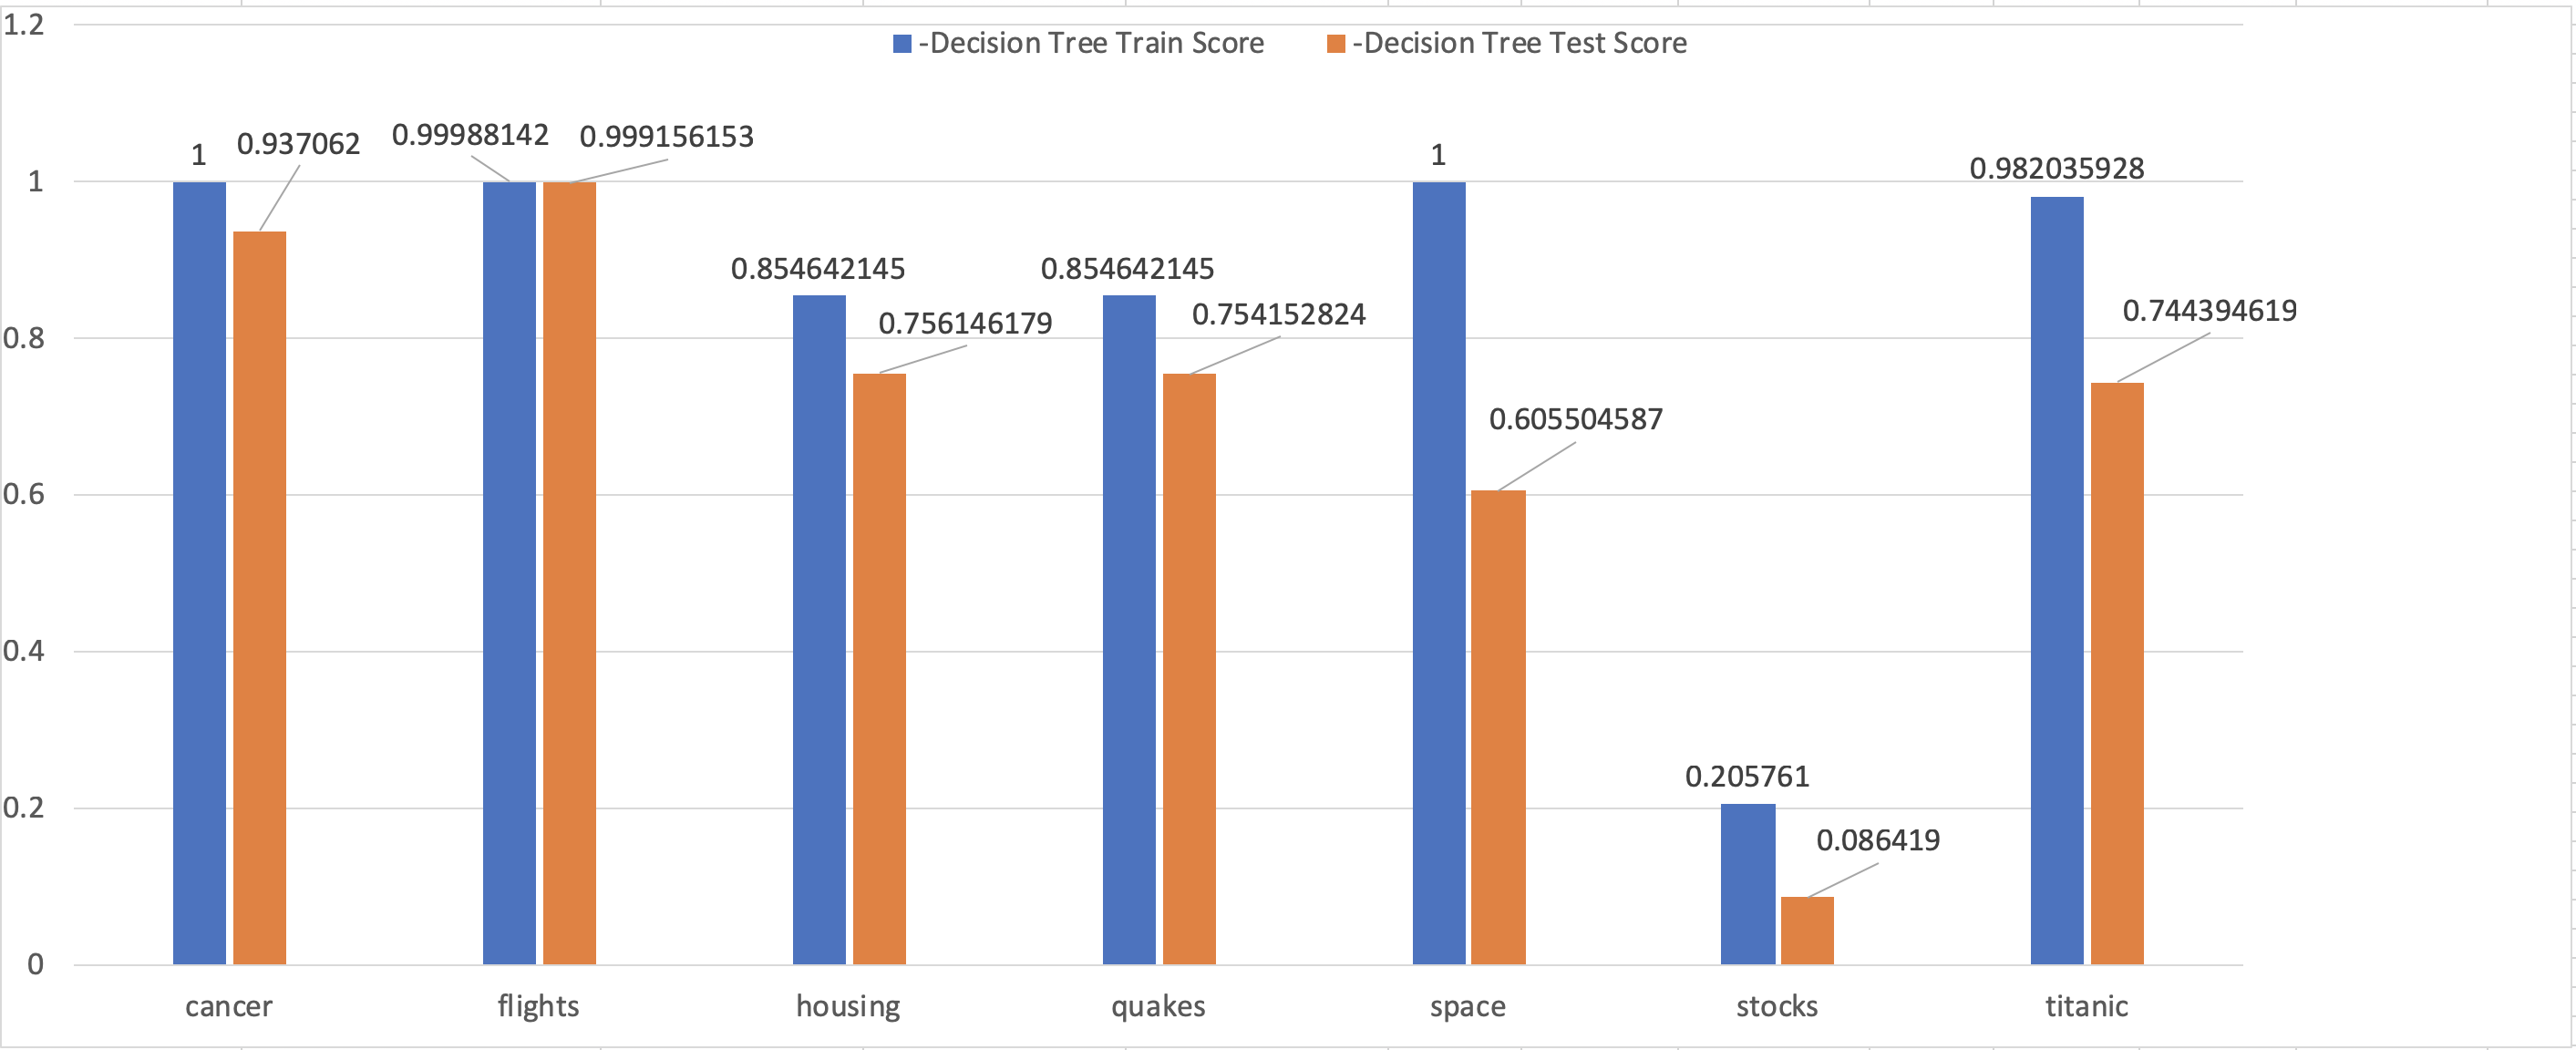 -Decision Tree Train Score
-Decision Tree Test Score
1.2
1
0.8
0.6
0.4
0.2
0
1
0.937062
0.99988142
0.999156153
0.854642145
0.756146179
0.854642145
0.754152824
1
0.605504587
0.205761
0.086419
0.982035928
0.744394619
cancer
flights
housing
quakes
space
stocks
titanic